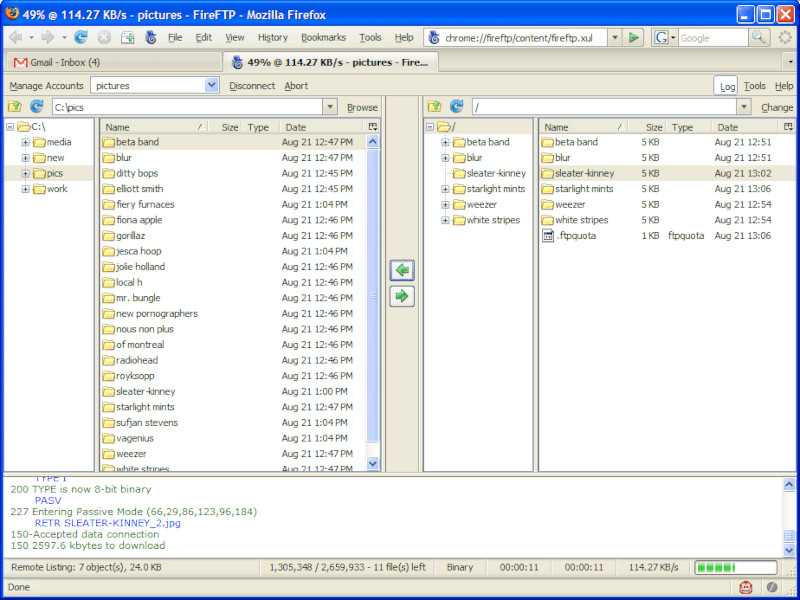 49% @ 114.27 KB/s - pictures - FireFTP - Mozilla Firefox
File Edit View History Bookmarks Tools Help chrome://fireftp/content/fireftp.xul Google
Gmail - Inbox (4) 49% @ 114.27 KB/s - pictures - Fire...
Manage Accounts pictures Disconnect Abort Log Tools Help
C:\pics Browse / Change
C:\
media
new
pics
work
Name Size Type Date
beta band Aug 21 12:47 PM
blur Aug 21 12:47 PM
ditty bops Aug 21 12:45 PM
elliott smith Aug 21 12:45 PM
fiery furnaces Aug 21 1:04 PM
fiona apple Aug 21 12:46 PM
gorillaz Aug 21 12:46 PM
jesca hoop Aug 21 1:04 PM
jolie holland Aug 21 12:46 PM
local h Aug 21 12:46 PM
mr. bungle Aug 21 12:46 PM
new pornographers Aug 21 12:46 PM
nous non plus Aug 21 12:46 PM
of montreal Aug 21 12:46 PM
radiohead Aug 21 12:46 PM
royksopp Aug 21 12:46 PM
sleater-kinney Aug 21 1:00 PM
starlight mints Aug 21 12:47 PM
sufjan stevens Aug 21 1:04 PM
vagenius Aug 21 1:04 PM
weezer Aug 21 12:47 PM
white stripes Aug 21 12:47 PM
/
beta band
blur
sleater-kinney
starlight mints
weezer
white stripes
Name Size Type Date
beta band 5 KB Aug 21 12:51
blur 5 KB Aug 21 12:51
sleater-kinney 5 KB Aug 21 13:02
starlight mints 5 KB Aug 21 13:06
weezer 5 KB Aug 21 12:54
white stripes 5 KB Aug 21 12:54
.ftpquota 1 KB ftpquota Aug 21 13:06
TYPE I
200 TYPE is now 8-bit binary
PASV
227 Entering Passive Mode (66,29,86,123,96,184)
RETR SLEATER-KINNEY_2.jpg
150-Accepted data connection
150 2597.6 kbytes to download
Remote Listing: 7 object(s), 24.0 KB 1,305,348 / 2,659,933 - 11 file(s) left Binary 00:00:11 00:00:11 114.27 KB/s
Done